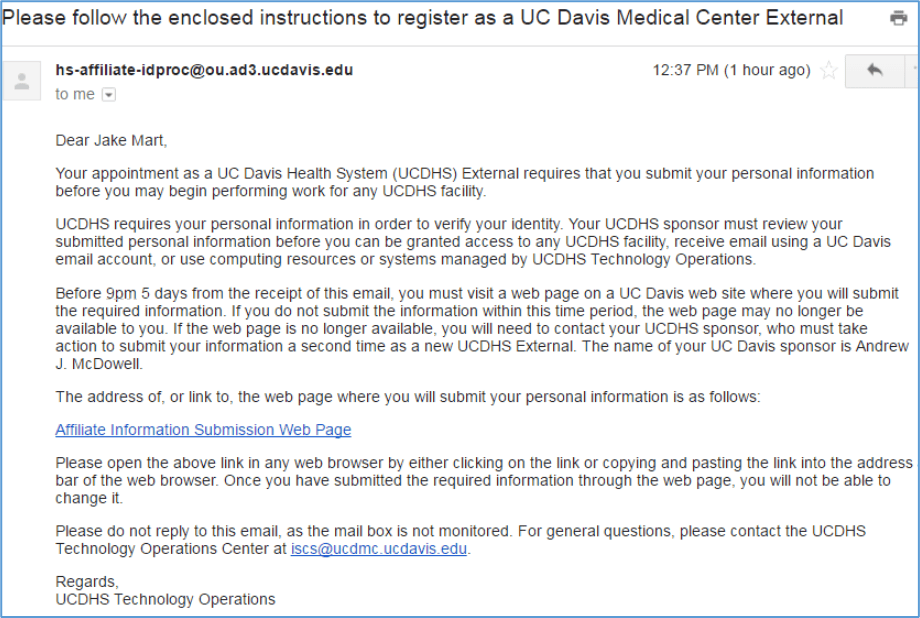 Please follow the enclosed instructions to register as a UC Davis Medical Center External
hs-affiliate-idproc@ou.ad3.ucdavis.edu
12:37 PM (1 hour ago)
to me
Dear Jake Mart,
Your appointment as a UC Davis Health System (UCDHS) External requires that you submit your personal information
before you may begin performing work for any UCDHS facility.
UCDHS requires your personal information in order to verify your identity. Your UCDHS sponsor must review your
submitted personal information before you can be granted access to any UCDHS facility, receive email using a UC Davis
email account, or use computing resources or systems managed by UCDHS Technology Operations.
Before 9pm 5 days from the receipt of this email, you must visit a web page on a UC Davis web site where you will submit
the required information. If you do not submit the information within this time period, the web page may no longer be
available to you. If the web page is no longer available, you will need to contact your UCDHS sponsor, who must take
action to submit your information a second time as a new UCDHS External. The name of your UC Davis sponsor is Andrew
J. McDowell.
The address of, or link to, the web page where you will submit your personal information is as follows:
Affiliate Information Submission Web Page
Please open the above link in any web browser by either clicking on the link or copying and pasting the link into the address
bar of the web browser. Once you have submitted the required information through the web page, you will not be able to
change it.
Please do not reply to this email, as the mail box is not monitored. For general questions, please contact the UCDHS
Technology Operations Center at iscs@ucdmc.ucdavis.edu.
Regards,
UCDHS Technology Operations